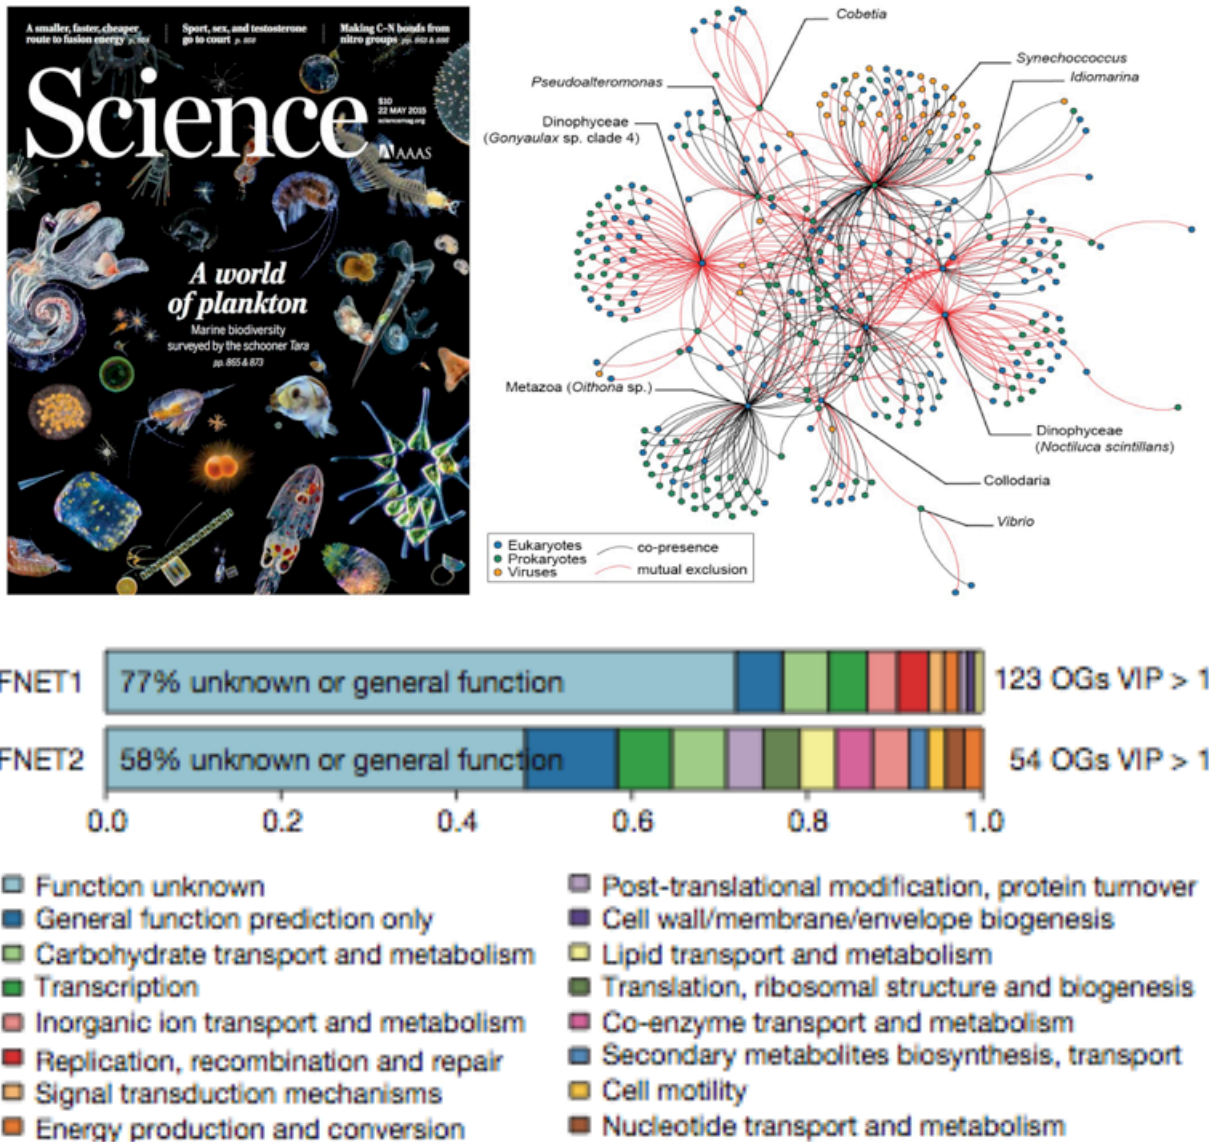 A smaller, faster, cheaper
route to fusion energy p. 854
Sport, sex, and testosterone
go to court p. 858
Making C–N bonds from
nitro groups
Science
$10
22 MAY 2015
sciencemag.org
AAAS
A world
of plankton
Marine biodiversity
surveyed by the schooner Tara
pp. 865 & 873
Cobetia
Synechoccoccus
Idiomarina
Pseudoalteromonas
Dinophyceae
(Gonyaulax sp. clade 4)
Metazoa (Oithona sp.)
Dinophyceae
(Noctiluca scintillans)
Collodaria
Vibrio
Eukaryotes
Prokaryotes
Viruses
co-presence
mutual exclusion
FNET1
77% unknown or general function
123 OGs VIP > 1
FNET2
58% unknown or general function
54 OGs VIP > 1
0.0 0.2 0.4 0.6 0.8 1.0
Function unknown
General function prediction only
Carbohydrate transport and metabolism
Transcription
Inorganic ion transport and metabolism
Replication, recombination and repair
Signal transduction mechanisms
Energy production and conversion
Post-translational modification, protein turnover
Cell wall/membrane/envelope biogenesis
Lipid transport and metabolism
Translation, ribosomal structure and biogenesis
Co-enzyme transport and metabolism
Secondary metabolites biosynthesis, transport
Cell motility
Nucleotide transport and metabolism